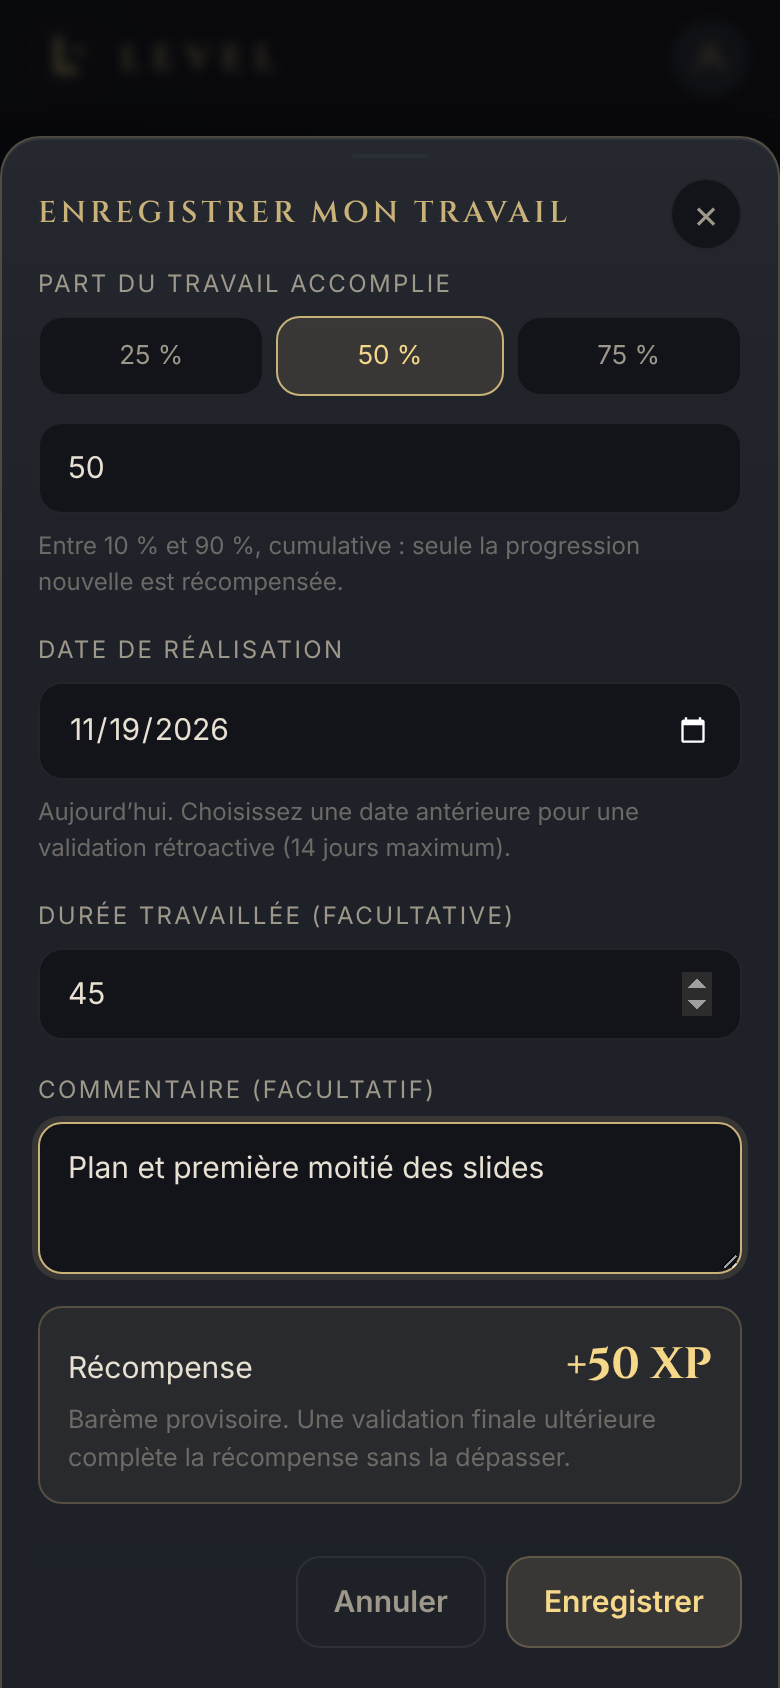 LEVEL
ENREGISTRER MON TRAVAIL
PART DU TRAVAIL ACCOMPLIE
25 %
50 %
75 %
50
Entre 10 % et 90 %, cumulative : seule la progression
nouvelle est récompensée.
DATE DE RÉALISATION
11/19/2026
Aujourd’hui. Choisissez une date antérieure pour une
validation rétroactive (14 jours maximum).
DURÉE TRAVAILLÉE (FACULTATIVE)
45
COMMENTAIRE (FACULTATIF)
Plan et première moitié des slides
Récompense
+50 XP
Barème provisoire. Une validation finale ultérieure
complète la récompense sans la dépasser.
Annuler
Enregistrer